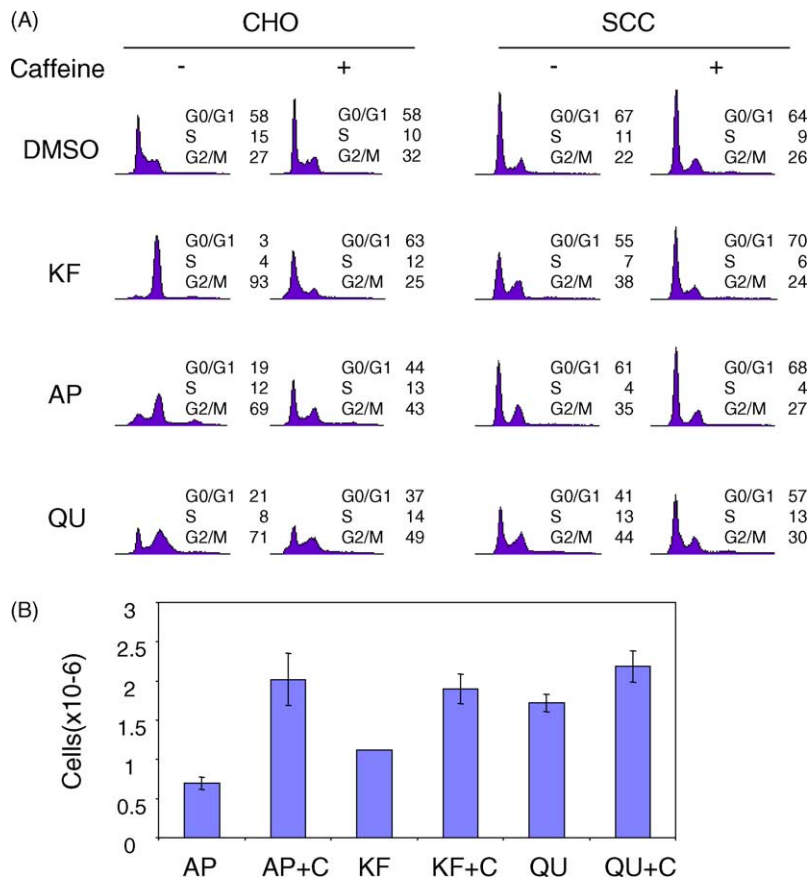 (A)
CHO SCC
Caffeine - + - +
DMSO
G0/G1 58 G0/G1 58 G0/G1 67 G0/G1 64
S 15 S 10 S 11 S 9
G2/M 27 G2/M 32 G2/M 22 G2/M 26
KF
G0/G1 3 G0/G1 63 G0/G1 55 G0/G1 70
S 4 S 12 S 7 S 6
G2/M 93 G2/M 25 G2/M 38 G2/M 24
AP
G0/G1 19 G0/G1 44 G0/G1 61 G0/G1 68
S 12 S 13 S 4 S 4
G2/M 69 G2/M 43 G2/M 35 G2/M 27
QU
G0/G1 21 G0/G1 37 G0/G1 41 G0/G1 57
S 8 S 14 S 13 S 13
G2/M 71 G2/M 49 G2/M 44 G2/M 30
(B)
Cells(x10-6)
3
2.5
2
1.5
1
0.5
0
AP AP+C KF KF+C QU QU+C